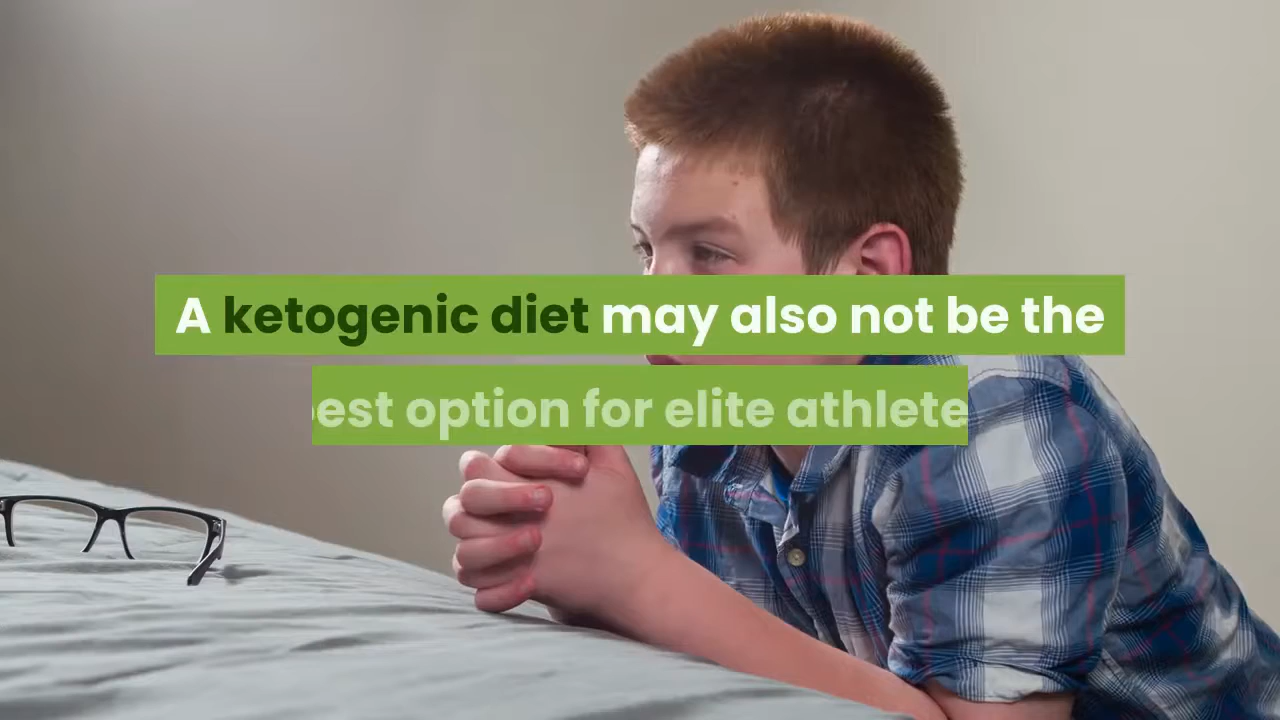 A ketogenic diet may also not be the
est option for elite athlete